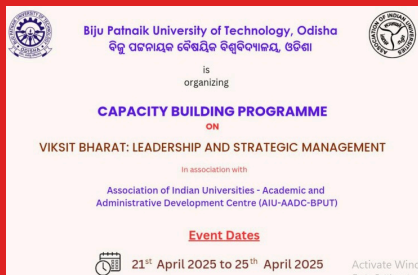 Biju Patnaik University of Technology, Odisha
ବିଜୁ ପଟ୍ଟନାୟକ ବୈଷୟିକ ବିଶ୍ୱବିଦ୍ୟାଳୟ, ଓଡିଶା
is
organizing
CAPACITY BUILDING PROGRAMME
ON
VIKSIT BHARAT: LEADERSHIP AND STRATEGIC MANAGEMENT
In association with
Association of Indian Universities - Academic and
Administrative Development Centre (AIU-AADC-BPUT)
Event Dates
21st April 2025 to 25th April 2025
Activate Wind